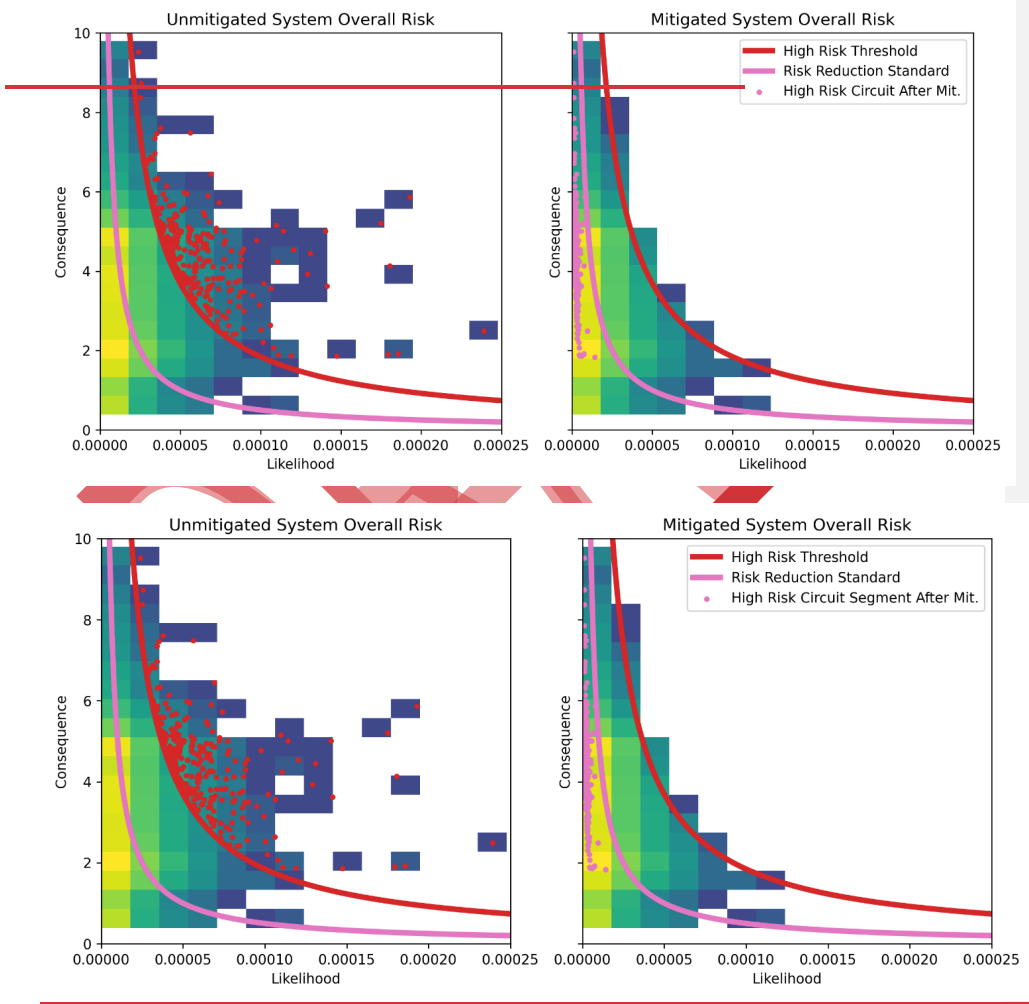 Unmitigated System Overall Risk
Mitigated System Overall Risk
High Risk Threshold
Risk Reduction Standard
High Risk Circuit After Mit.
Consequence
10
8
6
4
2
0
0.00000 0.00005 0.00010 0.00015 0.00020 0.00025
Likelihood
Consequence
0.00000 0.00005 0.00010 0.00015 0.00020 0.00025
Likelihood
Unmitigated System Overall Risk
Mitigated System Overall Risk
High Risk Threshold
Risk Reduction Standard
High Risk Circuit Segment After Mit.
Consequence
10
8
6
4
2
0
0.00000 0.00005 0.00010 0.00015 0.00020 0.00025
Likelihood
Consequence
0.00000 0.00005 0.00010 0.00015 0.00020 0.00025
Likelihood